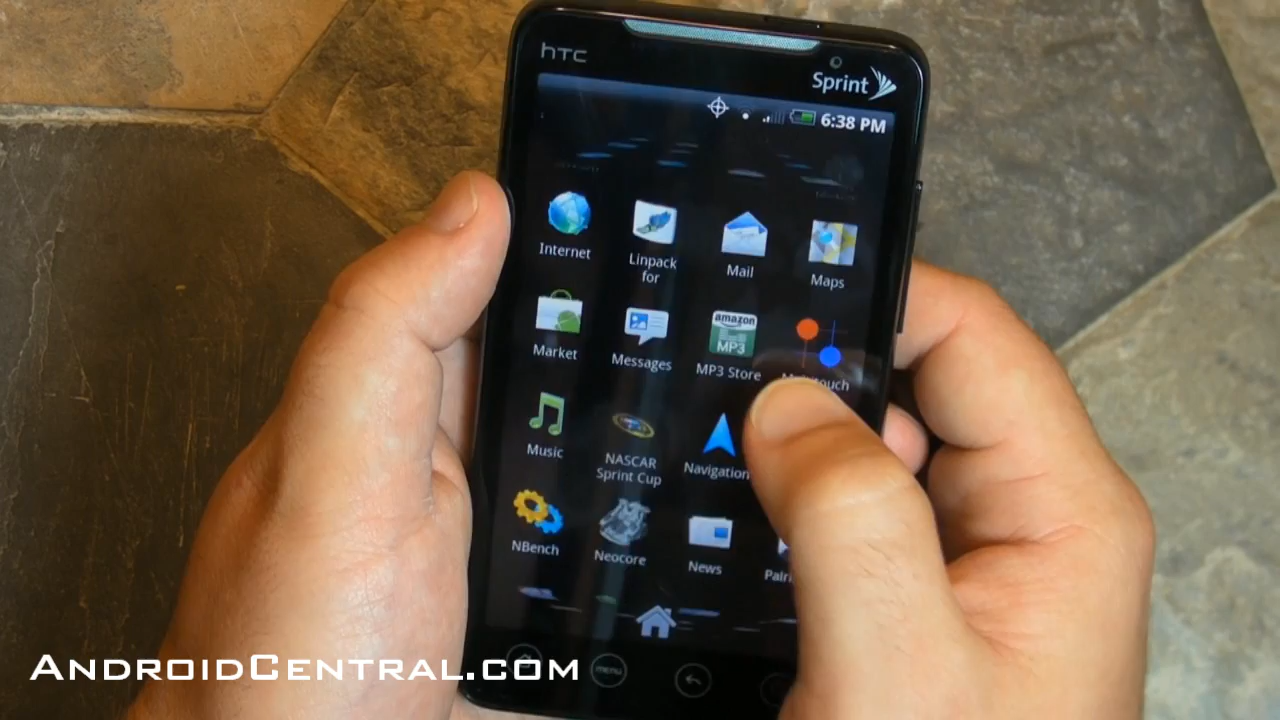 hTC
Sprint
6:38 PM
Internet
Linpack
for
Mail
Maps
Market
Messages
amazon
MP3
MP3 Store
Music
NASCAR
Sprint Cup
Navigation
NBench
Neocore
News
menu
ANDROIDCENTRAL.COM